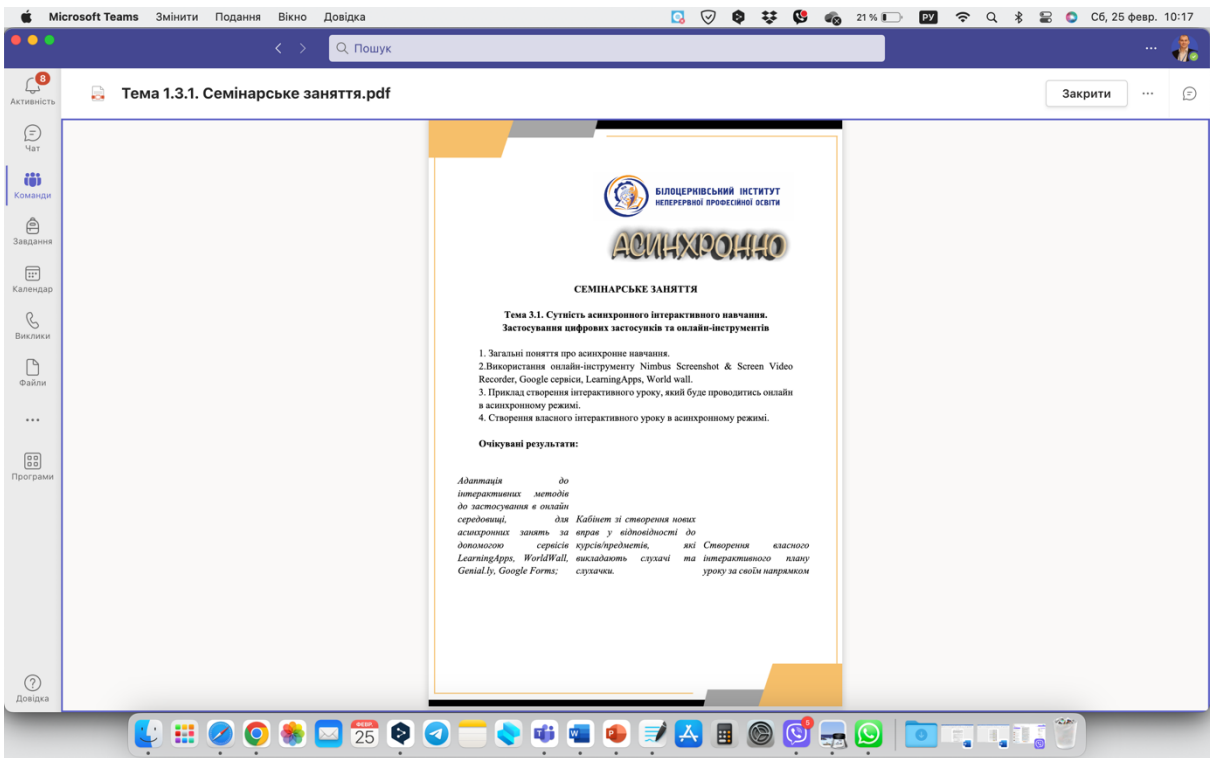 Microsoft Teams Змінити Подання Вікно Довідка 21 % РУ Сб, 25 февр. 10:17
Пошук
8
Активність
Тема 1.3.1. Семінарське заняття.pdf
Закрити
Чат
Команди
Завдання
Календар
Виклики
Файли
Програми
Довідка
БІЛОЦЕРКІВСЬКИЙ ІНСТИТУТ
НЕПЕРЕРВНОЇ ПРОФЕСІЙНОЇ ОСВІТИ
АСИНХРОННО
СЕМІНАРСЬКЕ ЗАНЯТТЯ
Тема 3.1. Сутність асинхронного інтерактивного навчання.
Застосування цифрових застосунків та онлайн-інструментів
1. Загальні поняття про асинхронне навчання.
2.Використання онлайн-інструменту Nimbus Screenshot & Screen Video
Recorder, Google сервіси, LearningApps, World wall.
3. Приклад створення інтерактивного уроку, який буде проводитись онлайн
в асинхронному режимі.
4. Створення власного інтерактивного уроку в асинхронному режимі.
Очікувані результати:
Адаптація до
інтерактивних методів
до застосування в онлайн
середовищі, для
асинхронних занять за
допомогою сервісів
LearningApps, WorldWall,
Genial.ly, Google Forms;
Кабінет зі створення нових
вправ у відповідності до
курсів/предметів, які
викладають слухачі та
слухачки.
Створення власного
інтерактивного плану
уроку за своїм напрямком
ФЕВР.
25
5